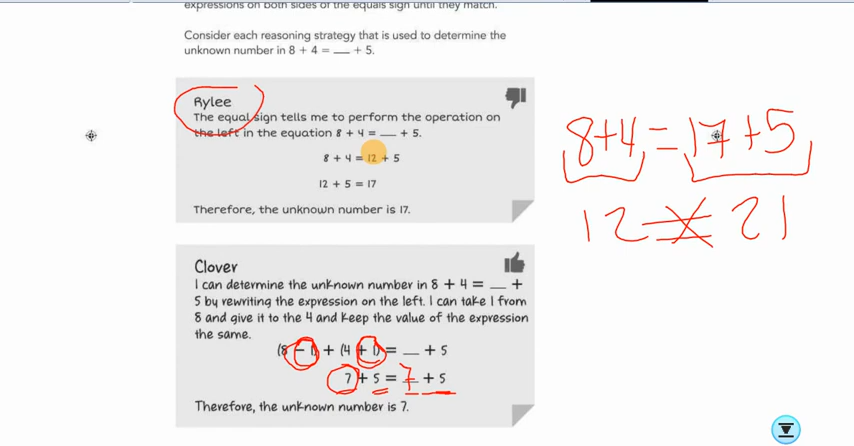 expressions on both sides of the equals sign until they match.
Consider each reasoning strategy that is used to determine the
unknown number in 8 + 4 = __ + 5.
Rylee
The equal sign tells me to perform the operation on
the left in the equation 8 + 4 = __ + 5.
8 + 4 = 12 + 5
12 + 5 = 17
Therefore, the unknown number is 17.
8+4=17+5
12 = 21
Clover
I can determine the unknown number in 8 + 4 = __ +
5 by rewriting the expression on the left. I can take 1 from
8 and give it to the 4 and keep the value of the expression
the same.
(8 – 1) + (4 + 1) = __ + 5
7 + 5 = 7 + 5
Therefore, the unknown number is 7.